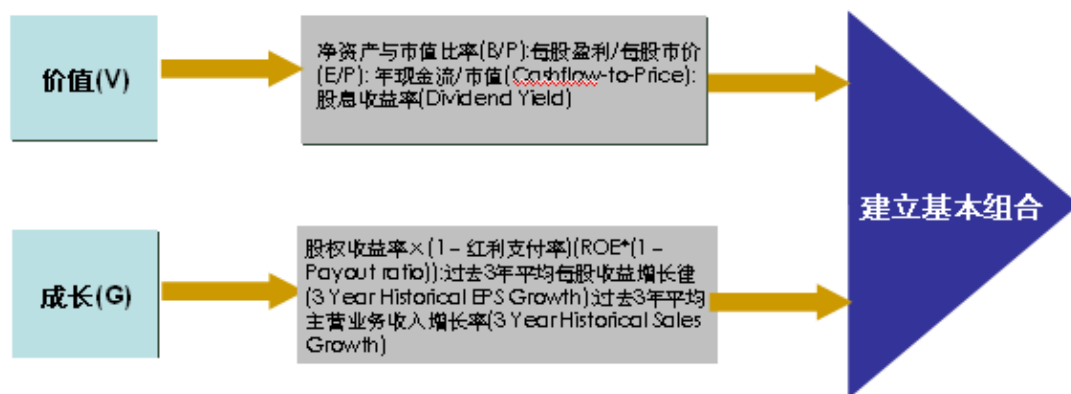 价值(V)
净资产与市值比率(B/P):每股盈利/每股市价
(E/P): 年现金流/市值(Cashflow-to-Price):
股息收益率(Dividend Yield)
建立基本组合
成长(G)
股权收益率×(1 – 红利支付率)(ROE*(1 –
Payout ratio)):过去3年平均每股收益增长律
(3 Year Historical EPS Growth):过去3年平均
主营业务收入增长率(3 Year Historical Sales
Growth)